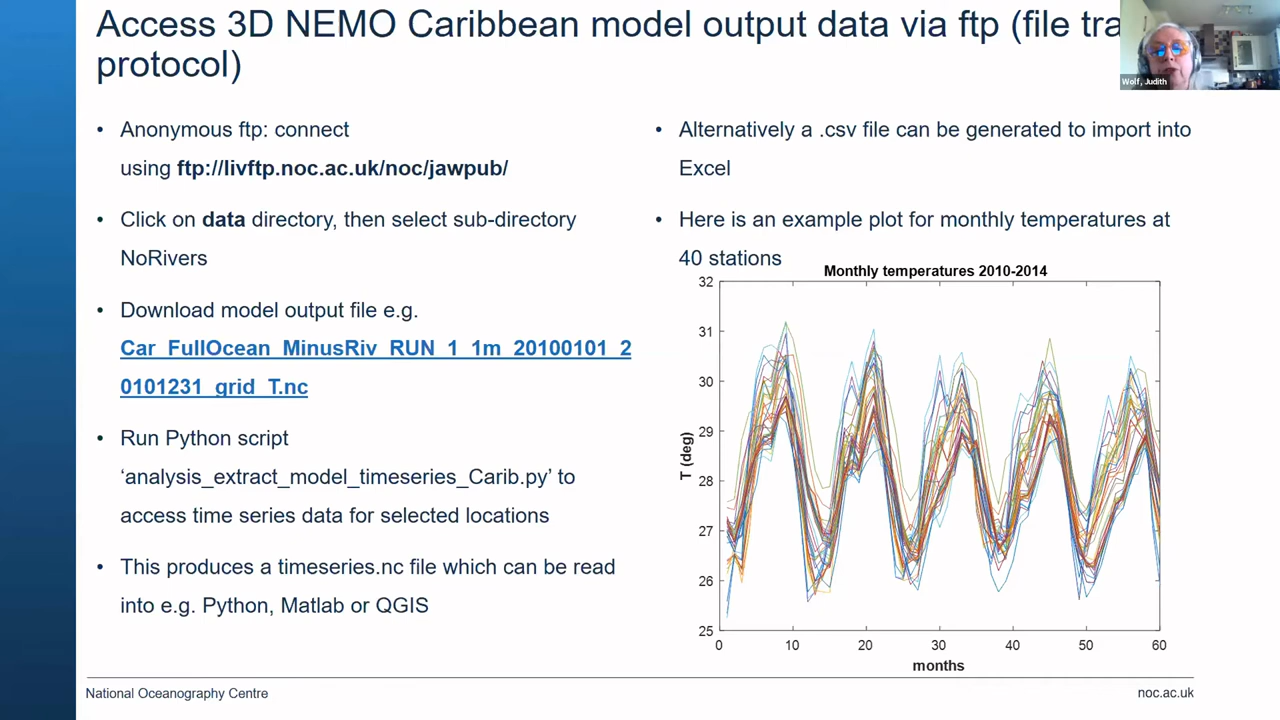 Access 3D NEMO Caribbean model output data via ftp (file tra
protocol)
Wolf, Judith
• Anonymous ftp: connect
using ftp://livftp.noc.ac.uk/noc/jawpub/
• Click on data directory, then select sub-directory
NoRivers
• Download model output file e.g.
Car_FullOcean_MinusRiv_RUN_1_1m_20100101_2
0101231_grid_T.nc
• Run Python script
‘analysis_extract_model_timeseries_Carib.py’ to
access time series data for selected locations
• This produces a timeseries.nc file which can be read
into e.g. Python, Matlab or QGIS
• Alternatively a .csv file can be generated to import into
Excel
• Here is an example plot for monthly temperatures at
40 stations
Monthly temperatures 2010-2014
32
31
30
29
28
27
26
25
T (deg)
0 10 20 30 40 50 60
months
National Oceanography Centre
noc.ac.uk